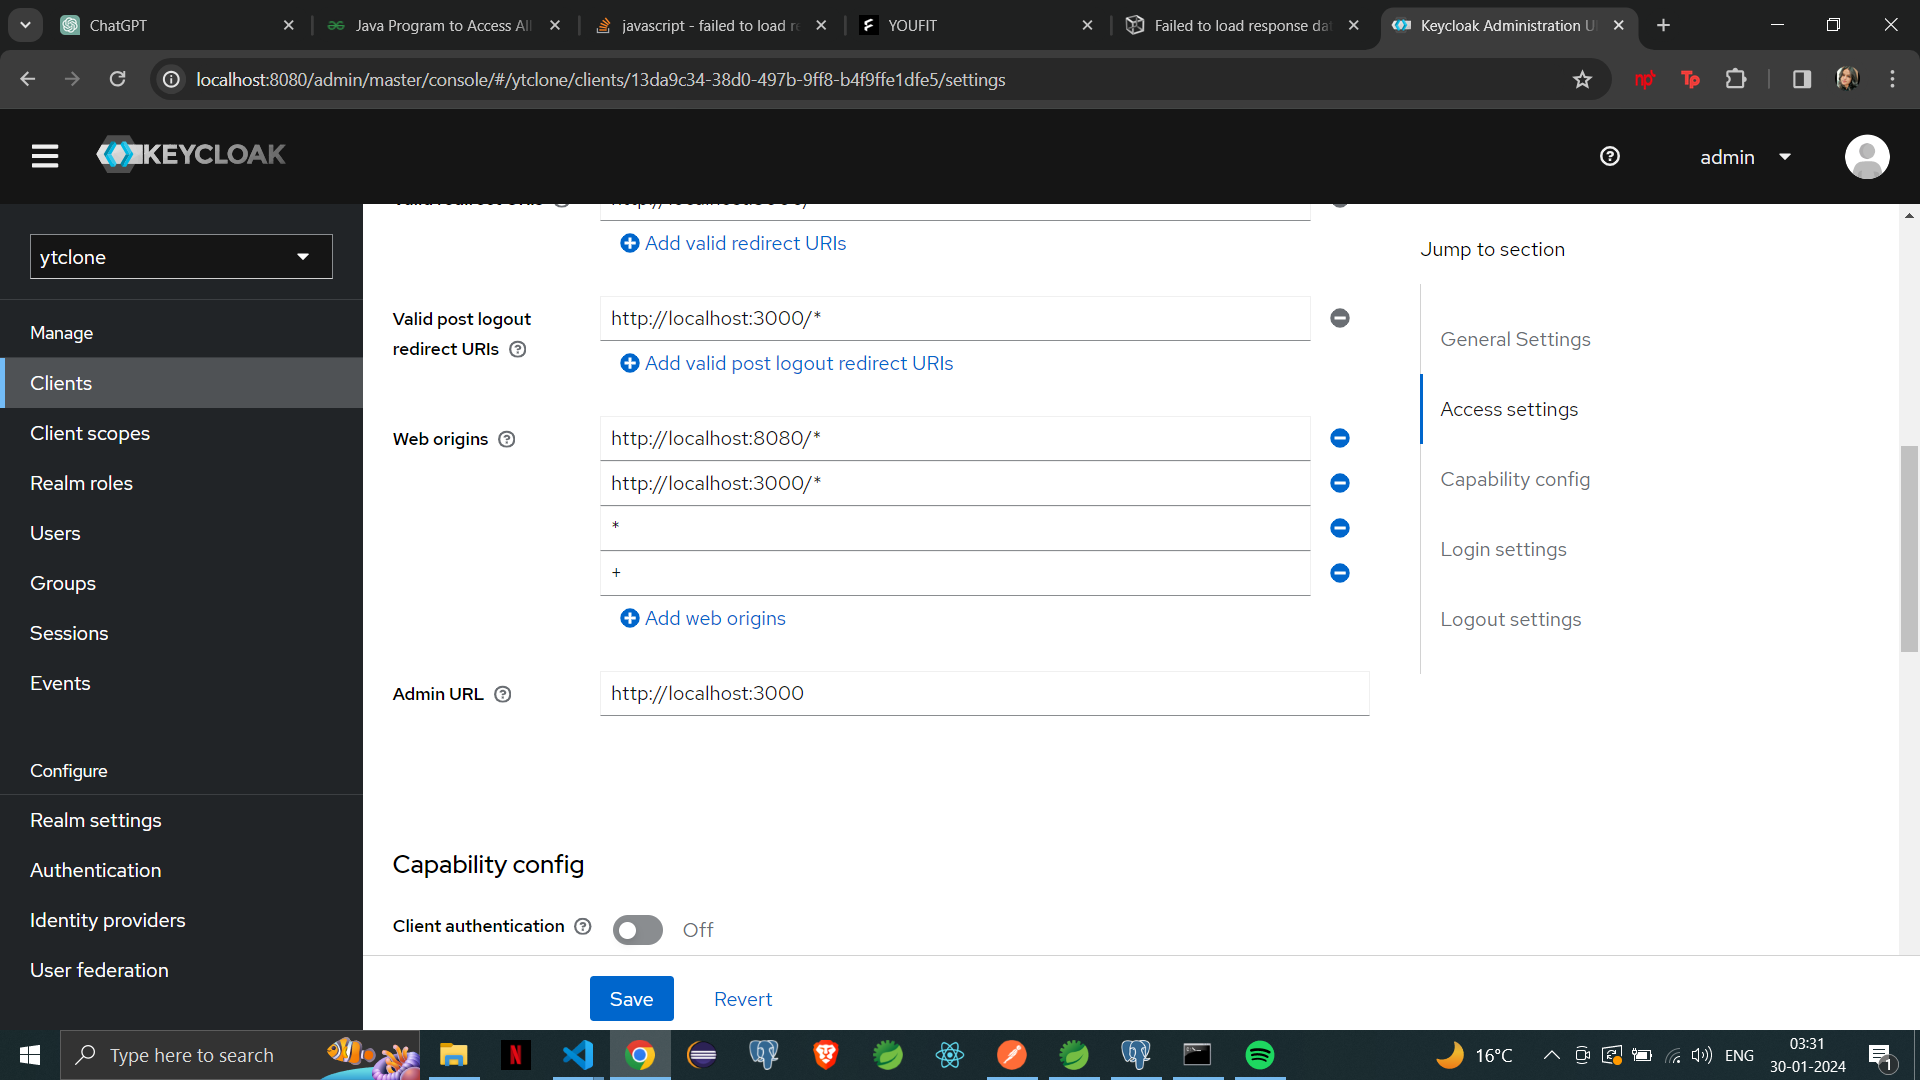 ChatGPT
Java Program to Access All
javascript - failed to load re
YOUFIT
Failed to load response dat
Keycloak Administration UI
localhost:8080/admin/master/console/#/ytclone/clients/13da9c34-38d0-497b-9ff8-b4f9ffe1dfe5/settings
KEYCLOAK
admin
ytclone
Manage
Clients
Client scopes
Realm roles
Users
Groups
Sessions
Events
Configure
Realm settings
Authentication
Identity providers
User federation
Add valid redirect URIs
Valid post logout
redirect URIs
http://localhost:3000/*
Add valid post logout redirect URIs
Web origins
http://localhost:8080/*
http://localhost:3000/*
*
+
Add web origins
Admin URL
http://localhost:3000
Capability config
Client authentication
Off
Save
Revert
Jump to section
General Settings
Access settings
Capability config
Login settings
Logout settings
Type here to search
16°C
ENG
03:31
30-01-2024
1